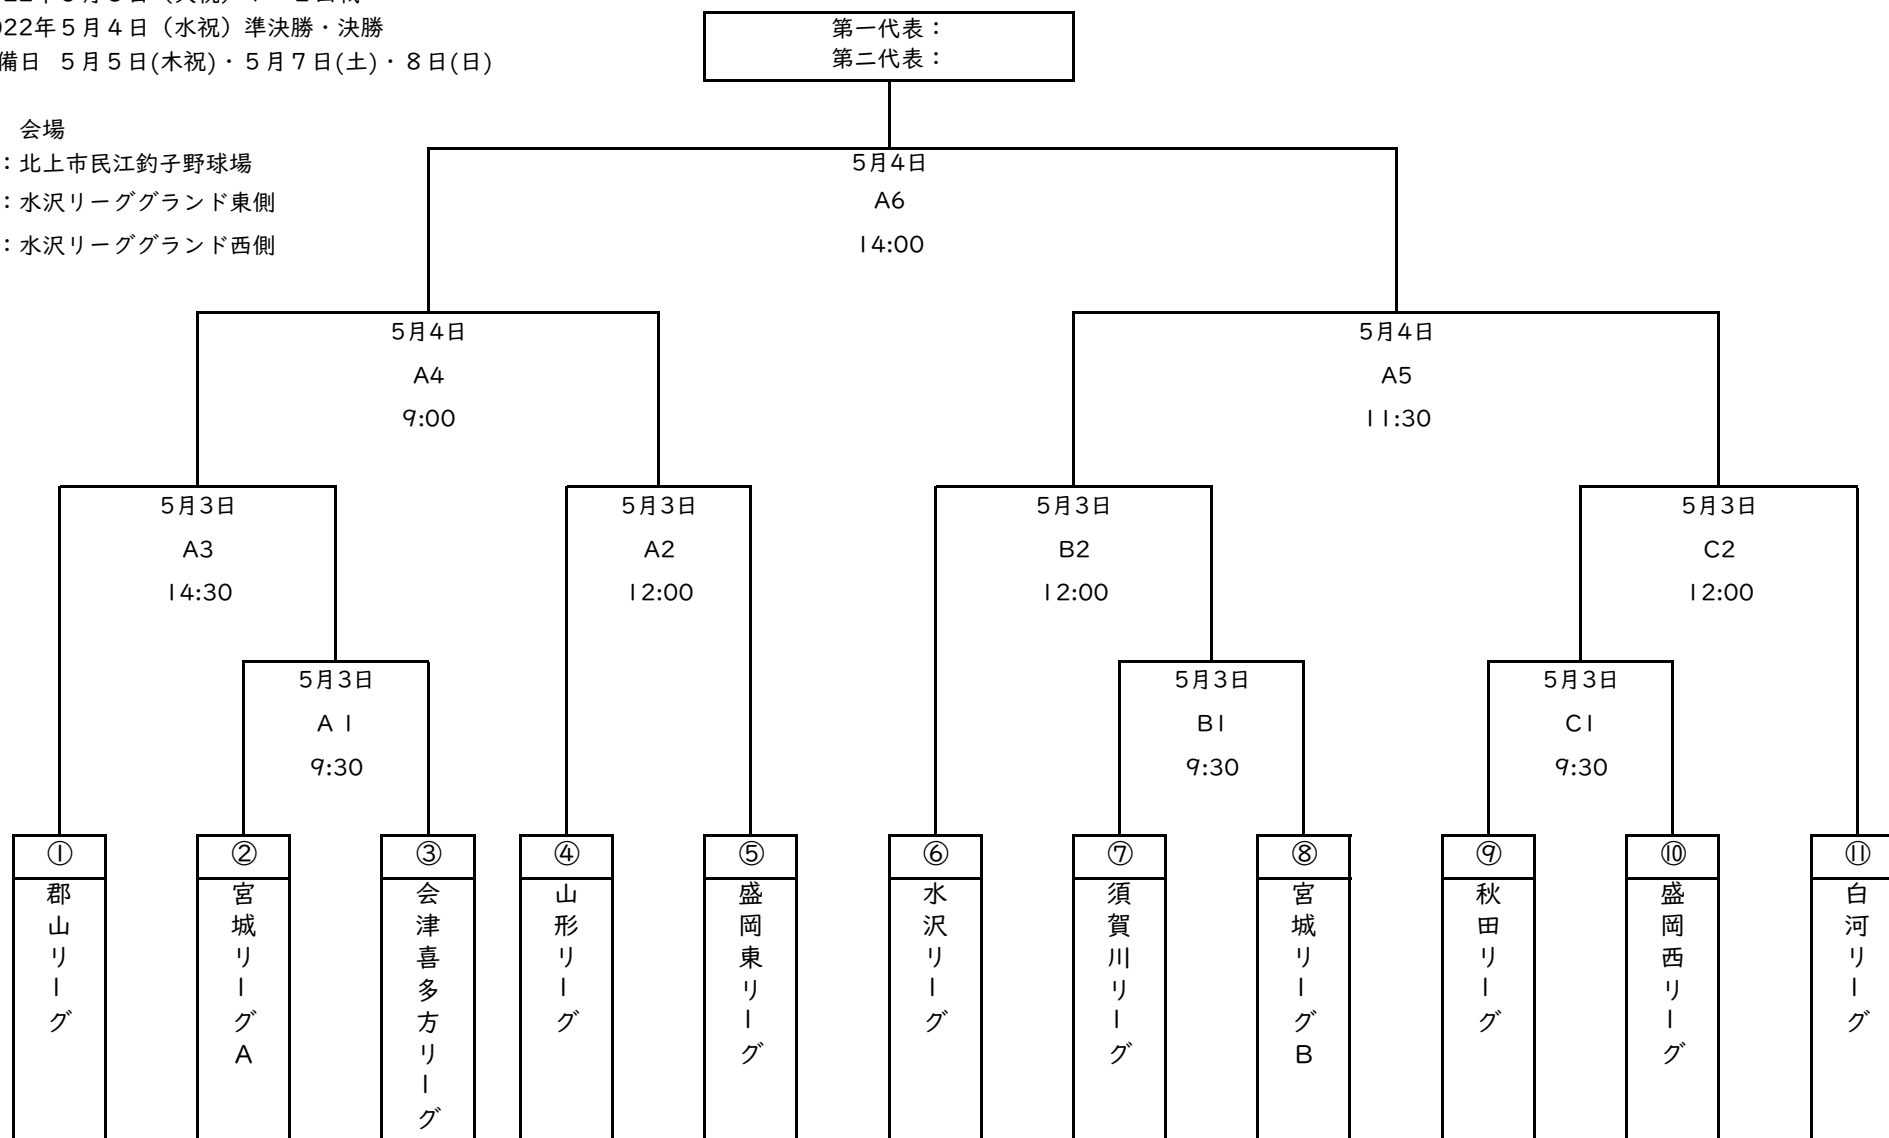 022年５月４日（水祝）準決勝・決勝
備日 ５月５日(木祝)・５月７日(土)・８日(日)
第一代表：
第二代表：
会場
：北上市民江釣子野球場
：水沢リーググランド東側
：水沢リーググランド西側
5月4日
A6
14:00
5月4日
A4
9:00
5月4日
A5
11:30
5月3日
A3
14:30
5月3日
A2
12:00
5月3日
B2
12:00
5月3日
C2
12:00
5月3日
A1
9:30
5月3日
B1
9:30
5月3日
C1
9:30
①
郡山リーグ
②
宮城リーグA
③
会津喜多方リーグ
④
山形リーグ
⑤
盛岡東リーグ
⑥
水沢リーグ
⑦
須賀川リーグ
⑧
宮城リーグB
⑨
秋田リーグ
⑩
盛岡西リーグ
⑪
白河リーグ